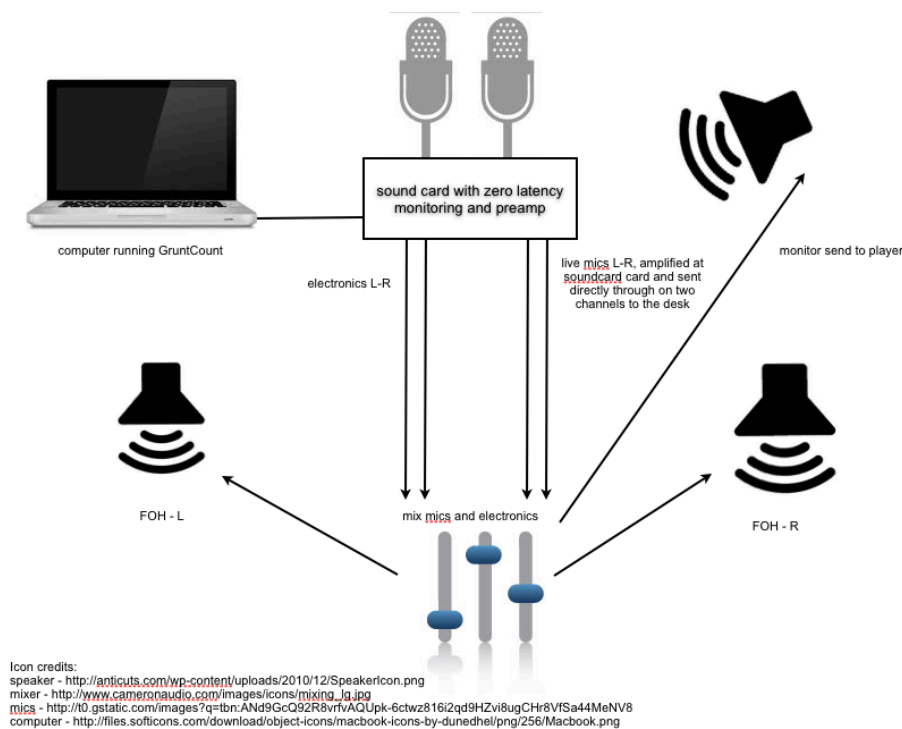 sound card with zero latency
monitoring and preamp
computer running GruntCount
electronics L-R
live mics L-R, amplified at
soundcard card and sent
directly through on two
channels to the desk
monitor send to player
FOH - L
mix mics and electronics
FOH - R
Icon credits:
speaker - http://anticuts.com/wp-content/uploads/2010/12/SpeakerIcon.png
mixer - http://www.cameronaudio.com/images/icons/mixing_lg.jpg
mics - http://t0.gstatic.com/images?q=tbn:ANd9GcQ92R8vrfvAQUpk-6ctwz816i2qd9HZvi8ugCHr8VfSa44MeNV8
computer - http://files.softicons.com/download/object-icons/macbook-icons-by-dunedhel/png/256/Macbook.png